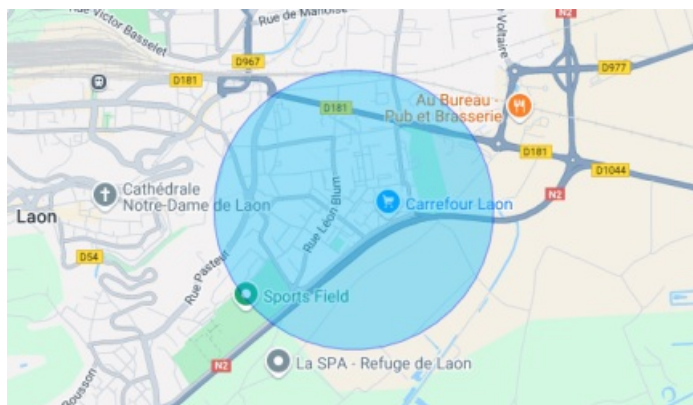 Rue de Manoise
Rue Victor Basselet
N2
Voltaire
D967
D977
D181
D181
Au Bureau -
Pub et Brasserie
D181
D1044
Cathédrale
Notre-Dame de Laon
Laon
Rue Léon Blum
Carrefour Laon
N2
D54
Rue Pasteur
Sports Field
N2
La SPA - Refuge de Laon